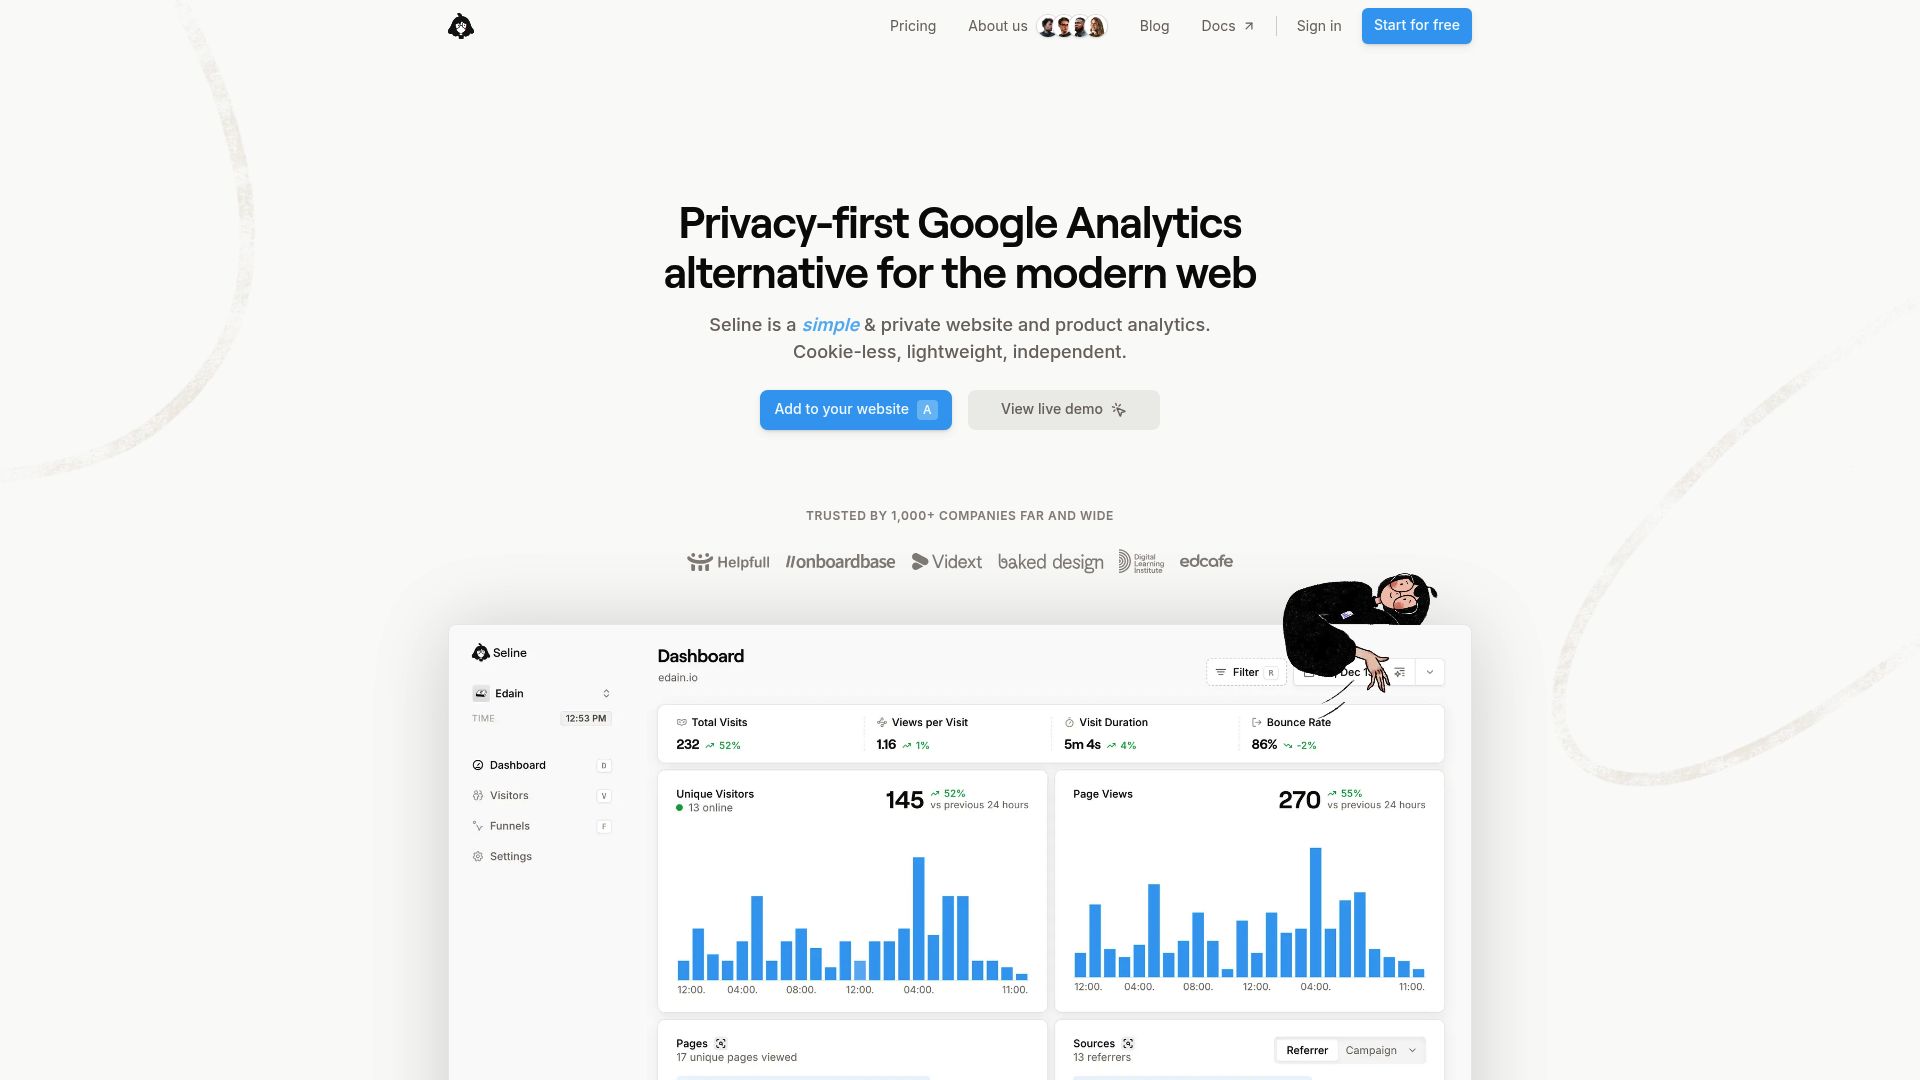 Pricing
About us
Blog
Docs
Sign in
Start for free
Privacy-first Google Analytics
alternative for the modern web
Seline is a simple & private website and product analytics.
Cookie-less, lightweight, independent.
Add to your website A
View live demo
TRUSTED BY 1,000+ COMPANIES FAR AND WIDE
Helpfull
//onboardbase
Vidext
baked design
Digital
Learning
Institute
edcafe
Seline
Edain
TIME 12:53 PM
Dashboard D
Visitors V
Funnels F
Settings
Dashboard
edain.io
Filter R
Dec
Total Visits
232 52%
Views per Visit
1.16 1%
Visit Duration
5m 4s 4%
Bounce Rate
86% -2%
Unique Visitors
13 online
145 52%
vs previous 24 hours
12:00. 04:00. 08:00. 12:00. 04:00. 11:00.
Page Views
270 55%
vs previous 24 hours
12:00. 04:00. 08:00. 12:00. 04:00. 11:00.
Pages
17 unique pages viewed
Sources
13 referrers
Referrer
Campaign